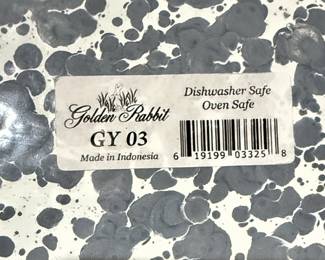 Golden Rabbit
GY 03
Made in Indonesia
Dishwasher Safe
Oven Safe
6 19199 03325 8